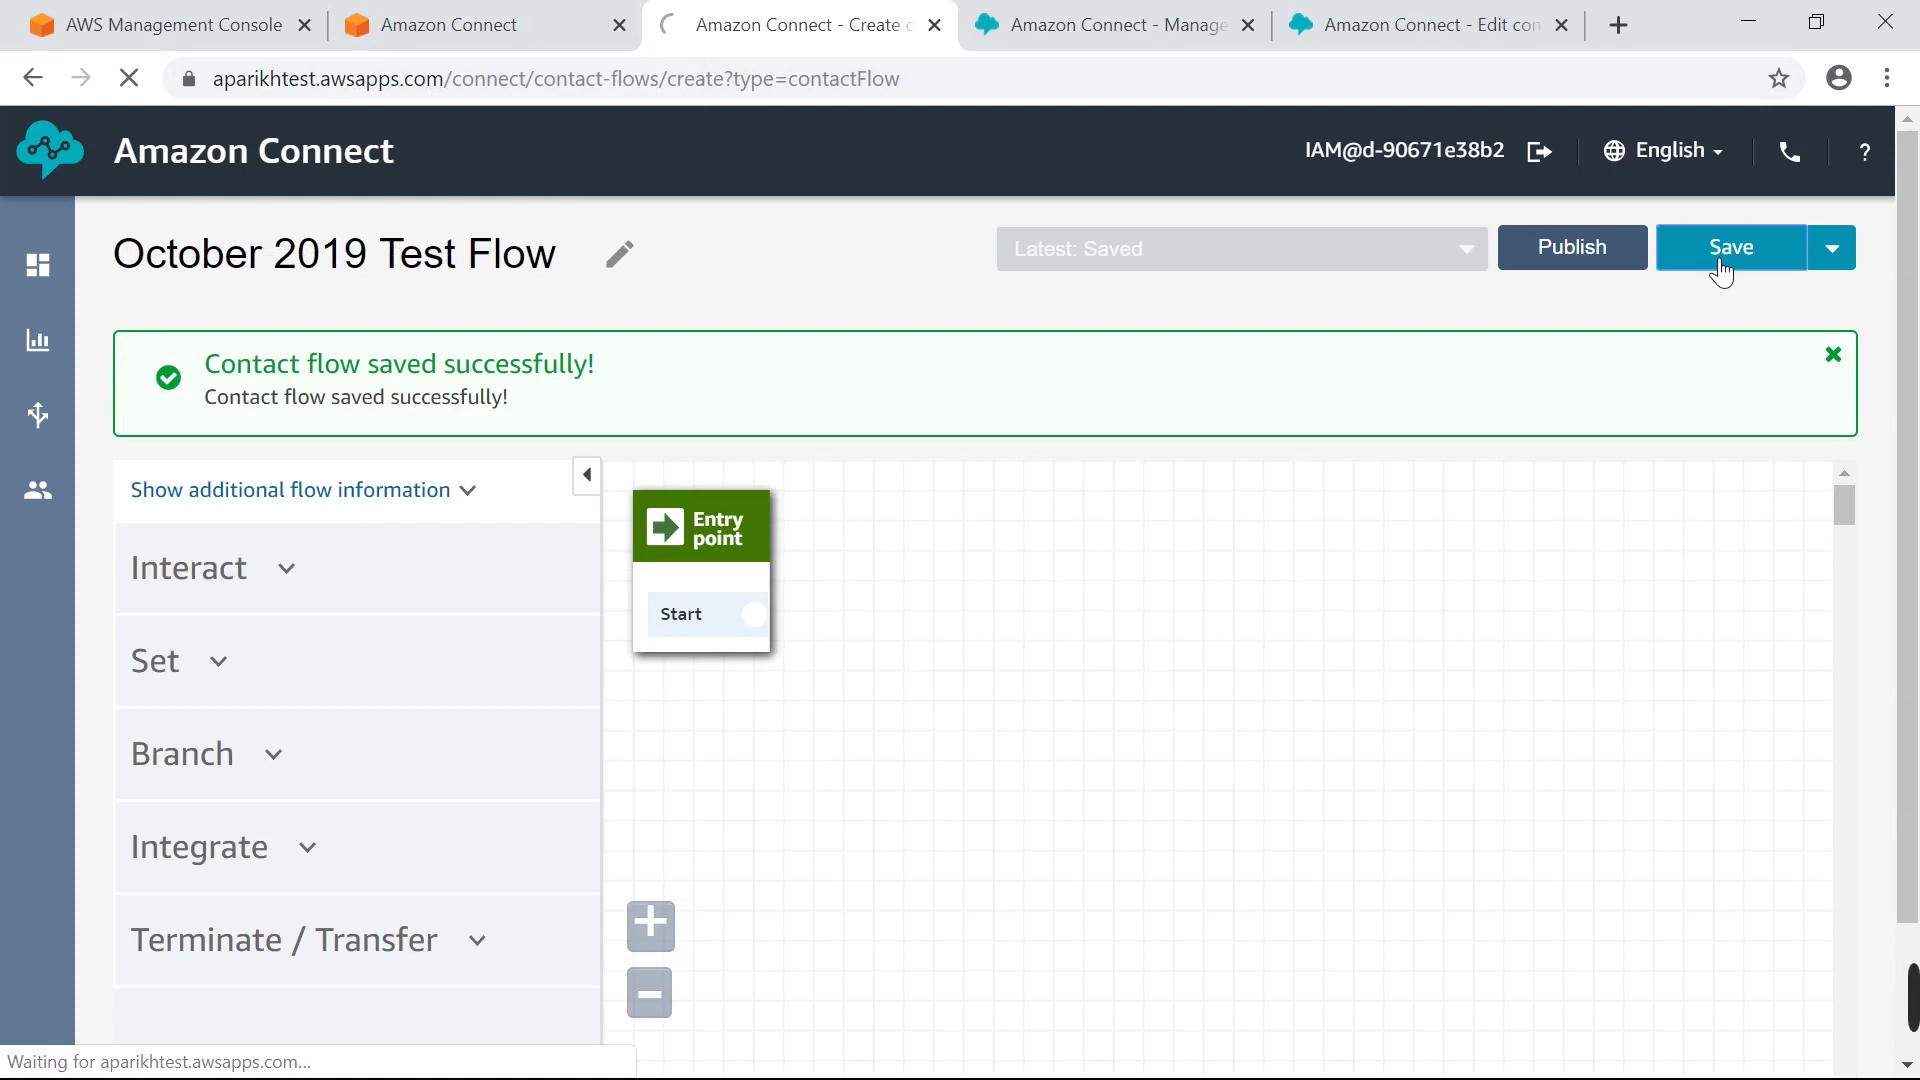 AWS Management Console
Amazon Connect
Amazon Connect - Create c
Amazon Connect - Manage
Amazon Connect - Edit con
aparikhtest.awsapps.com/connect/contact-flows/create?type=contactFlow
Amazon Connect
IAM@d-90671e38b2
English
?
October 2019 Test Flow
Latest: Saved
Publish
Save
Contact flow saved successfully!
Contact flow saved successfully!
Show additional flow information
Entry
point
Start
Interact
Set
Branch
Integrate
Terminate / Transfer
Waiting for aparikhtest.awsapps.com...